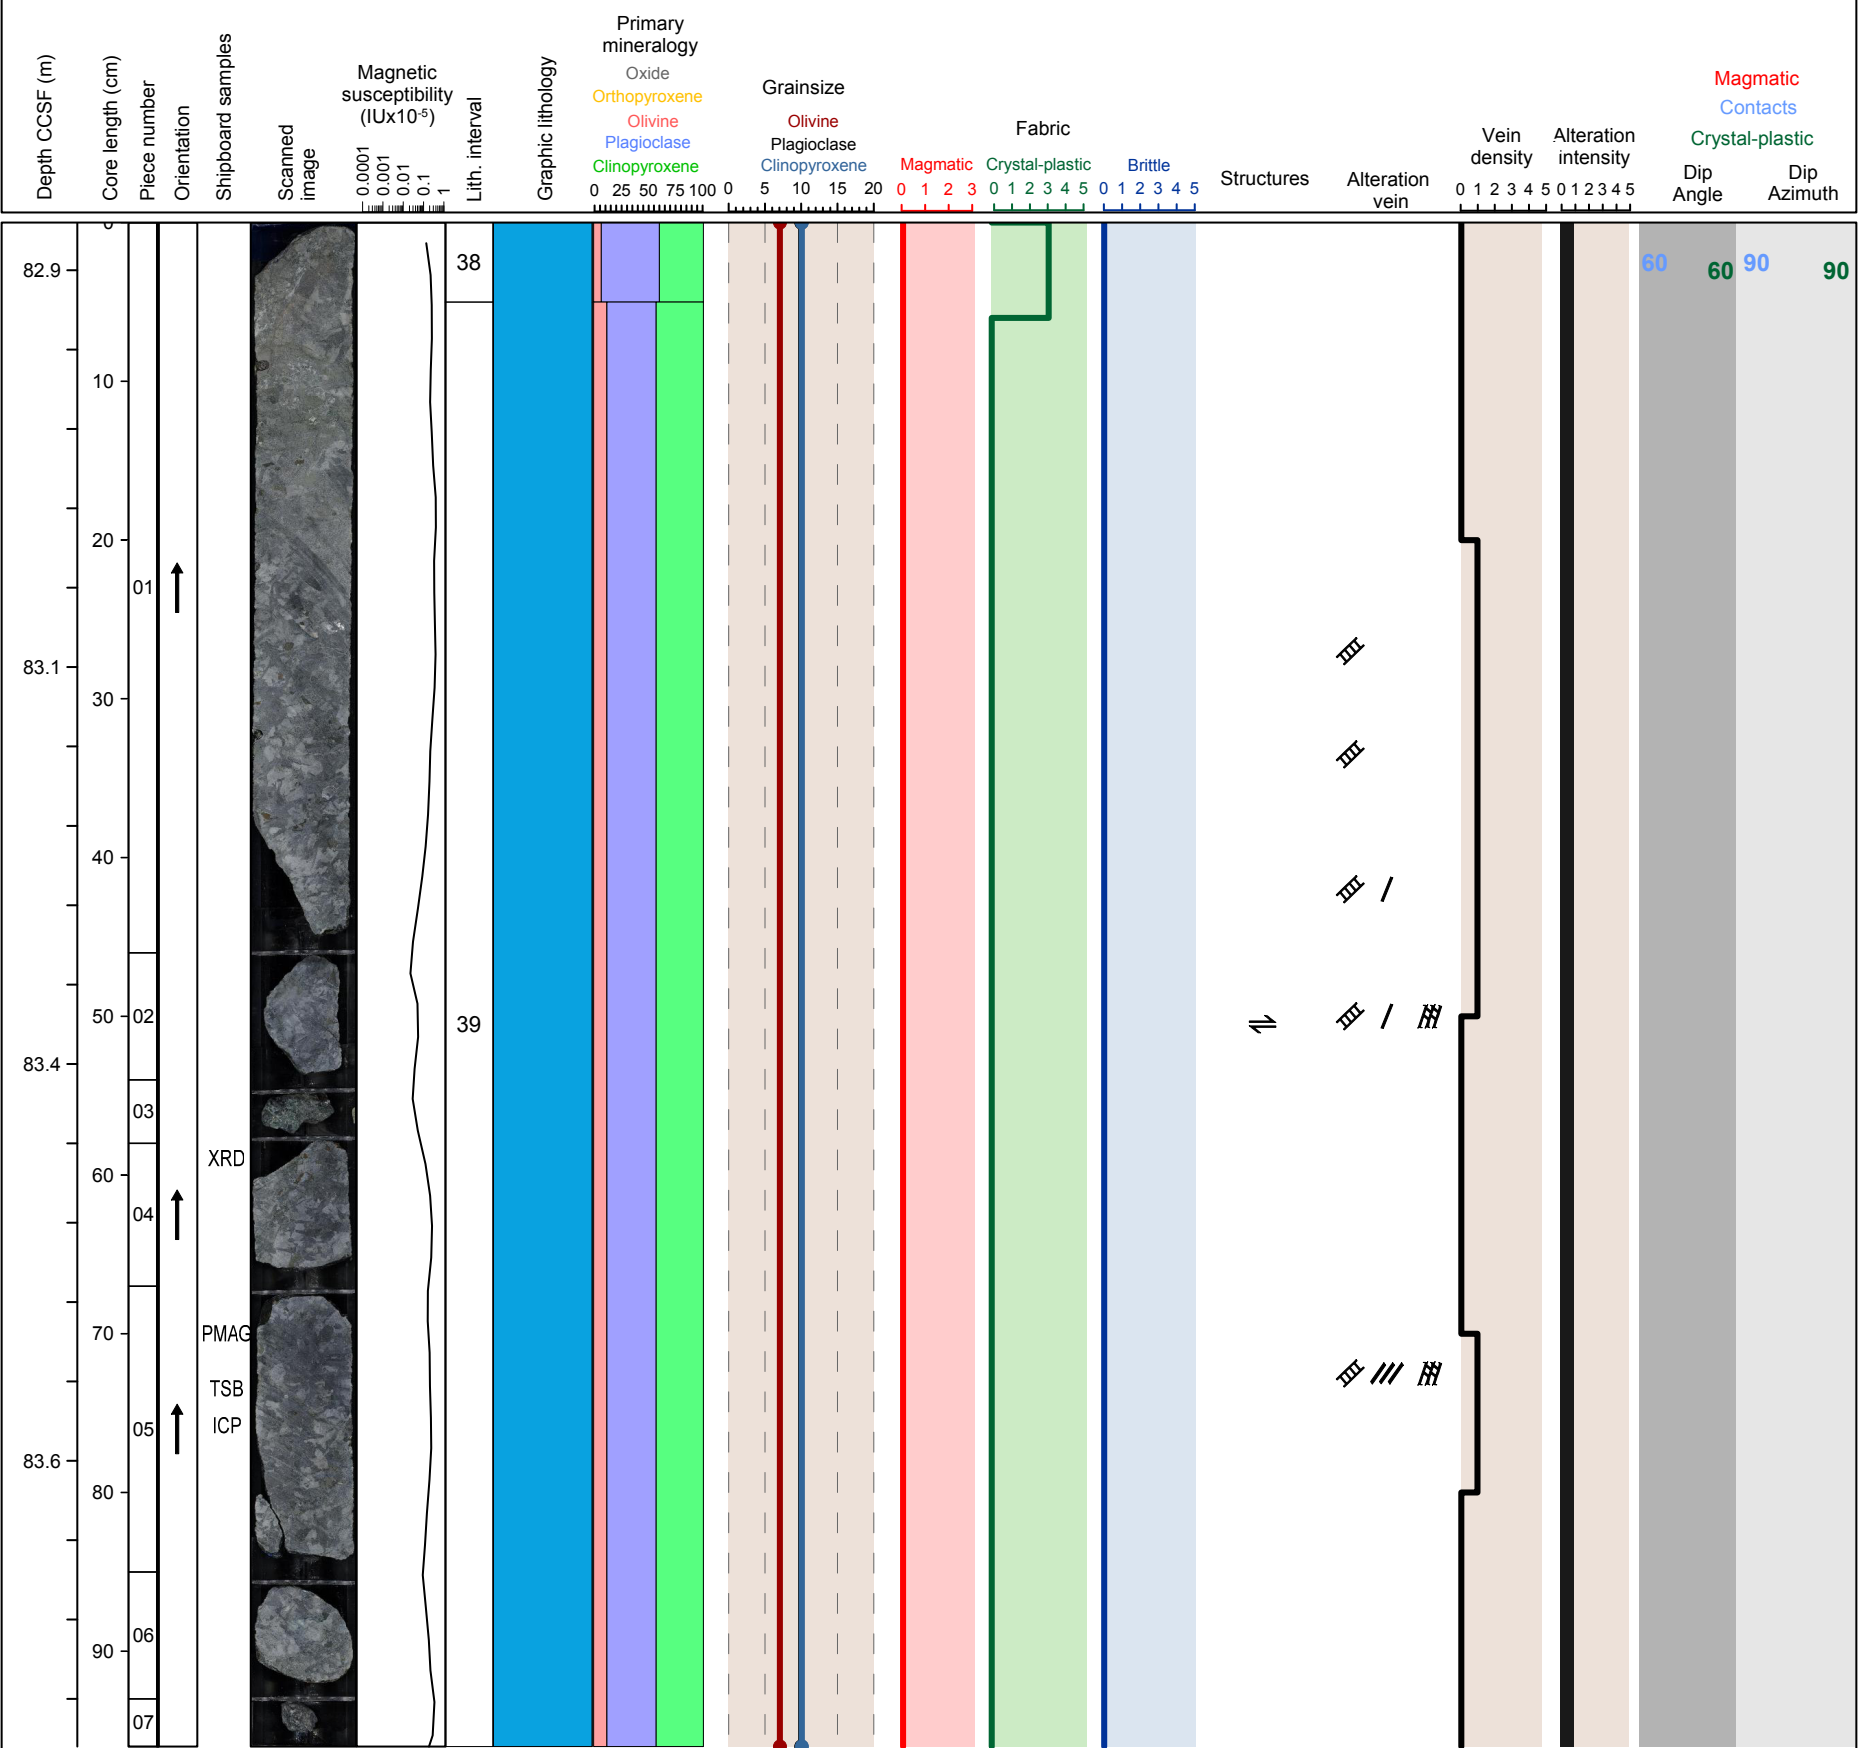 Depth CCSF (m)
Core length (cm)
Piece number
Orientation
Shipboard samples
Scanned
image
Magnetic
susceptibility
(IUx10-5)
0.0001
0.001
0.01
0.1
1
Lith. interval
Graphic lithology
Primary
mineralogy
Oxide
Orthopyroxene
Olivine
Plagioclase
Clinopyroxene
0 25 50 75 100
Grainsize
Olivine
Plagioclase
Clinopyroxene
0 5 10 15 20
Fabric
Magmatic
0 1 2 3
Crystal-plastic
0 1 2 3 4 5
Brittle
0 1 2 3 4 5
Structures
Alteration
vein
Vein
density
0 1 2 3 4 5
Alteration
intensity
0 1 2 3 4 5
Magmatic
Contacts
Crystal-plastic
Dip
Angle
Dip
Azimuth
0
38
82.9
60 60 90 90
10
20
01
83.1
30
40
50 02 39
83.4
03
XRD
60
04
70 PMAG
TSB
05 ICP
83.6
80
06
90
07